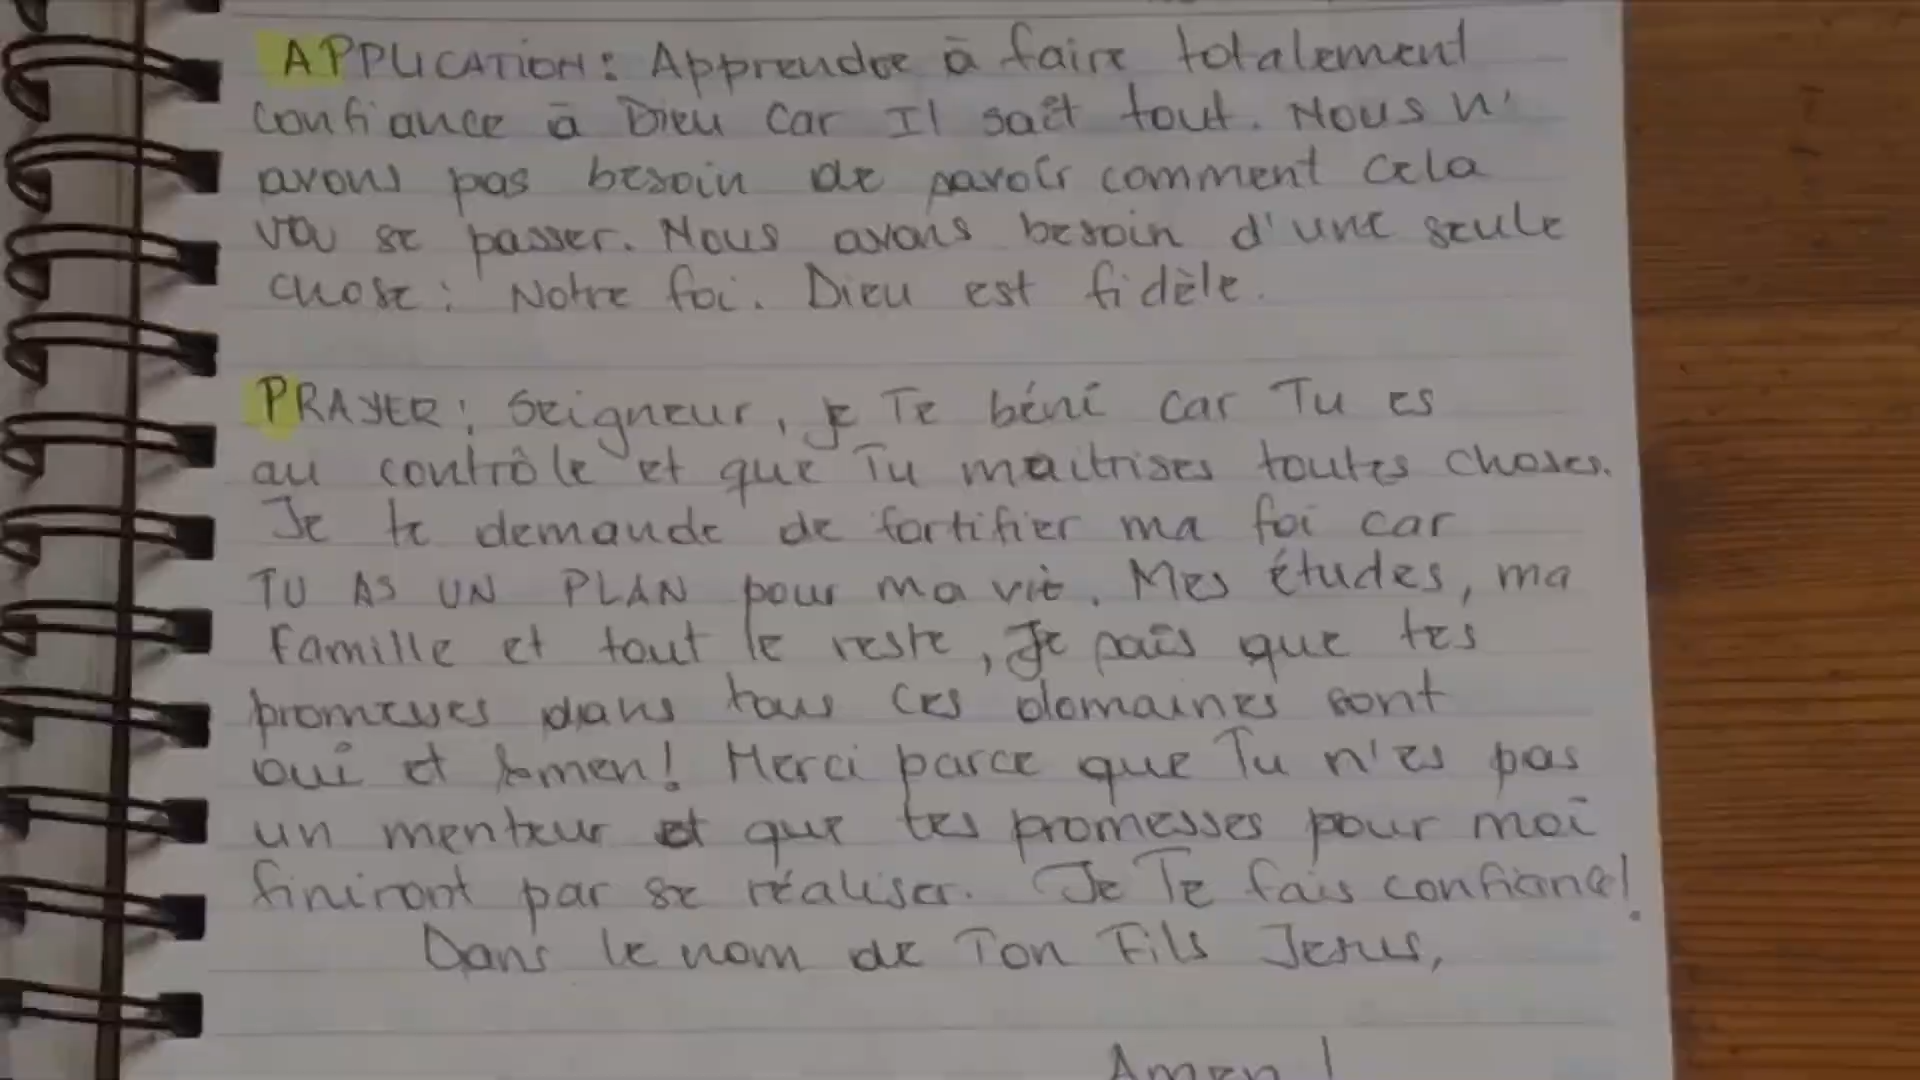 APPLICATION: Apprendre à faire totalement
confiance à Dieu car Il sait tout. Nous n'
avons pas besoin de savoir comment cela
va se passer. Nous avons besoin d'une seule
chose: Notre foi. Dieu est fidèle.
PRAYER: Seigneur, je Te béni car Tu es
au contrôle et que Tu maitrises toutes choses.
Je te demande de fortifier ma foi car
TU AS UN PLAN pour ma vie. Mes études, ma
famille et tout le reste, Je sais que tes
promesses dans tous ces domaines sont
oui et Amen! Merci parce que Tu n'es pas
un menteur et que tes promesses pour moi
finiront par se réaliser. Je Te fais confiance!
Dans le nom de Ton Fils Jesus,
Amen!